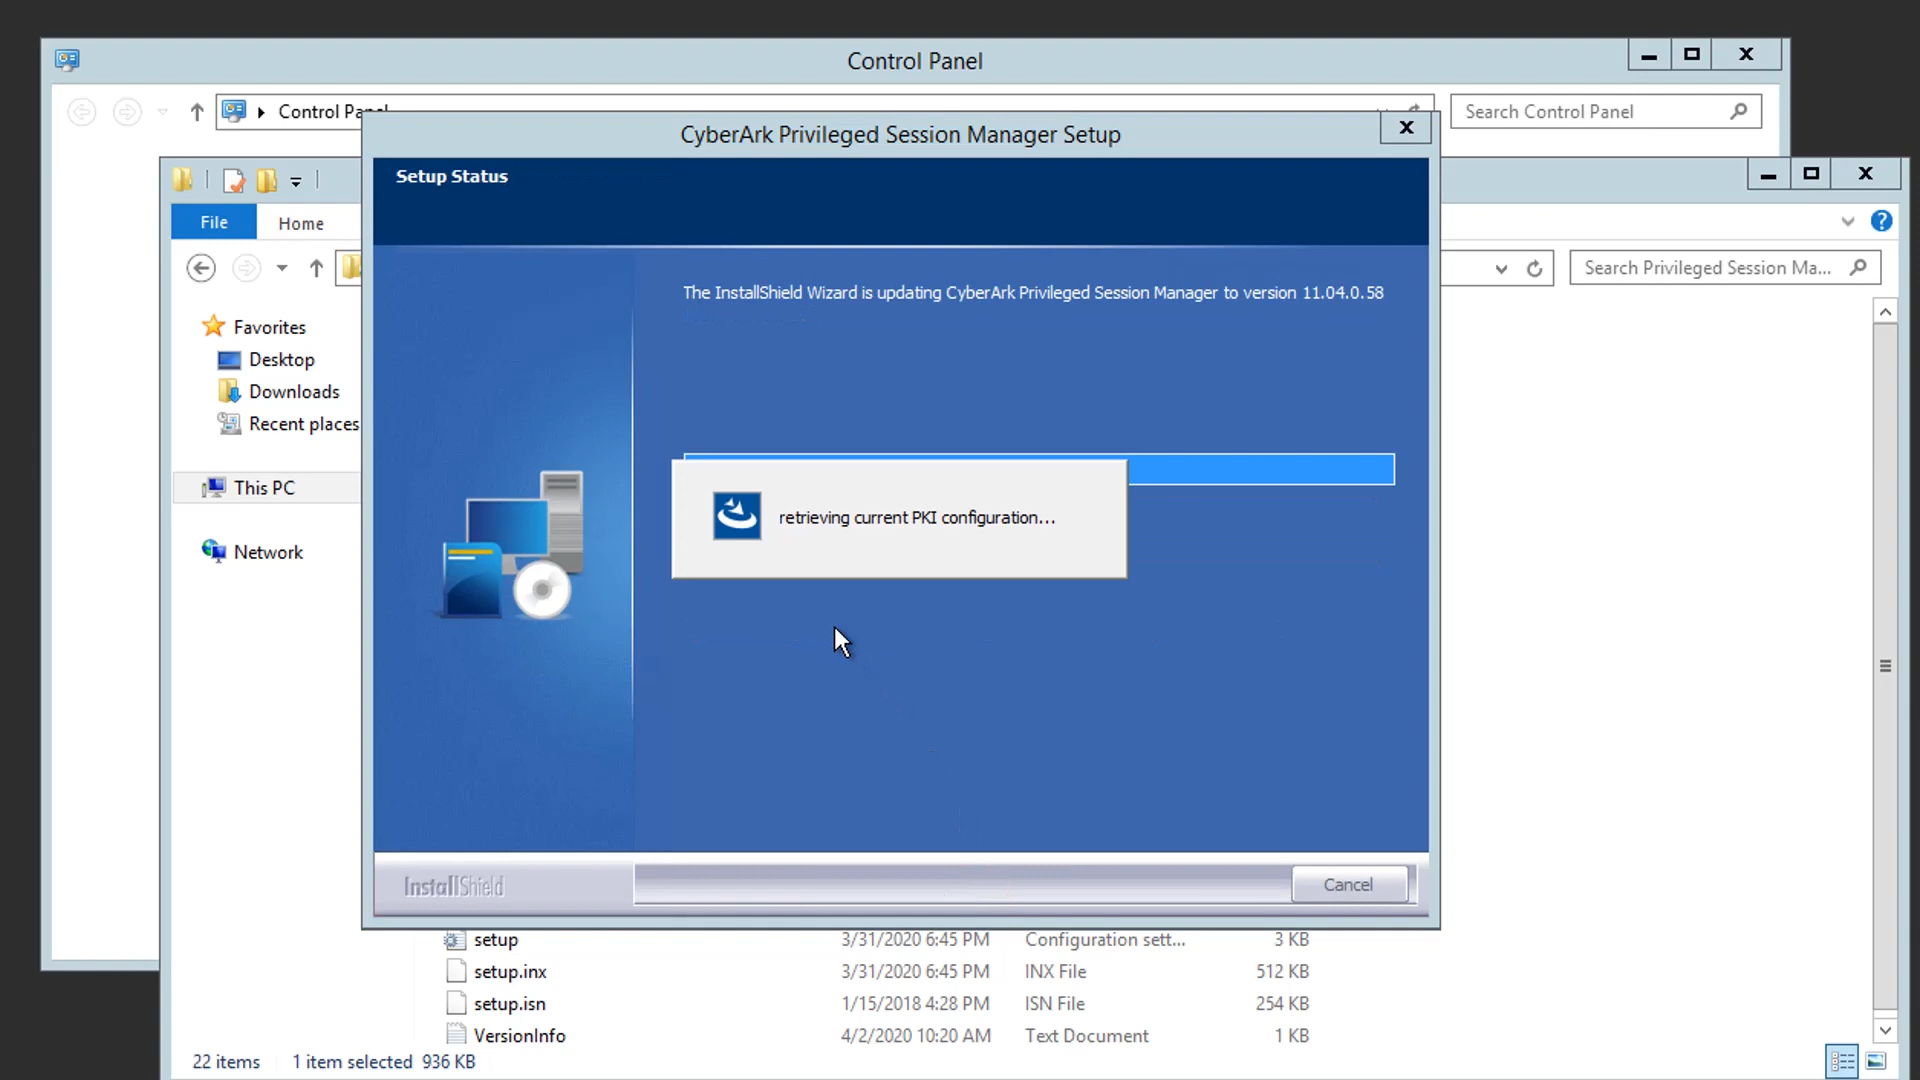 Control Panel
Control Panel
Search Control Panel
CyberArk Privileged Session Manager Setup
Setup Status
File
Home
Search Privileged Session Ma...
The InstallShield Wizard is updating CyberArk Privileged Session Manager to version 11.04.0.58
Favorites
Desktop
Downloads
Recent places
This PC
Network
retrieving current PKI configuration...
InstallShield
Cancel
setup 3/31/2020 6:45 PM Configuration sett... 3 KB
setup.inx 3/31/2020 6:45 PM INX File 512 KB
setup.isn 1/15/2018 4:28 PM ISN File 254 KB
VersionInfo 4/2/2020 10:20 AM Text Document 1 KB
22 items 1 item selected 936 KB